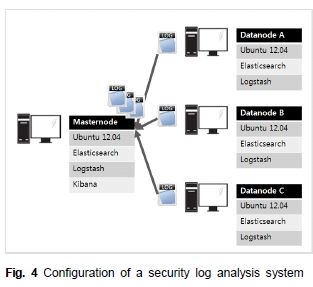 LOG
Datanode A
Ubuntu 12.04
Elasticsearch
Logstash
LOG
LOG
LOG
Masternode
Ubuntu 12.04
Elasticsearch
Logstash
Kibana
LOG
Datanode B
Ubuntu 12.04
Elasticsearch
Logstash
LOG
Datanode C
Ubuntu 12.04
Elasticsearch
Logstash
Fig. 4 Configuration of a security log analysis system